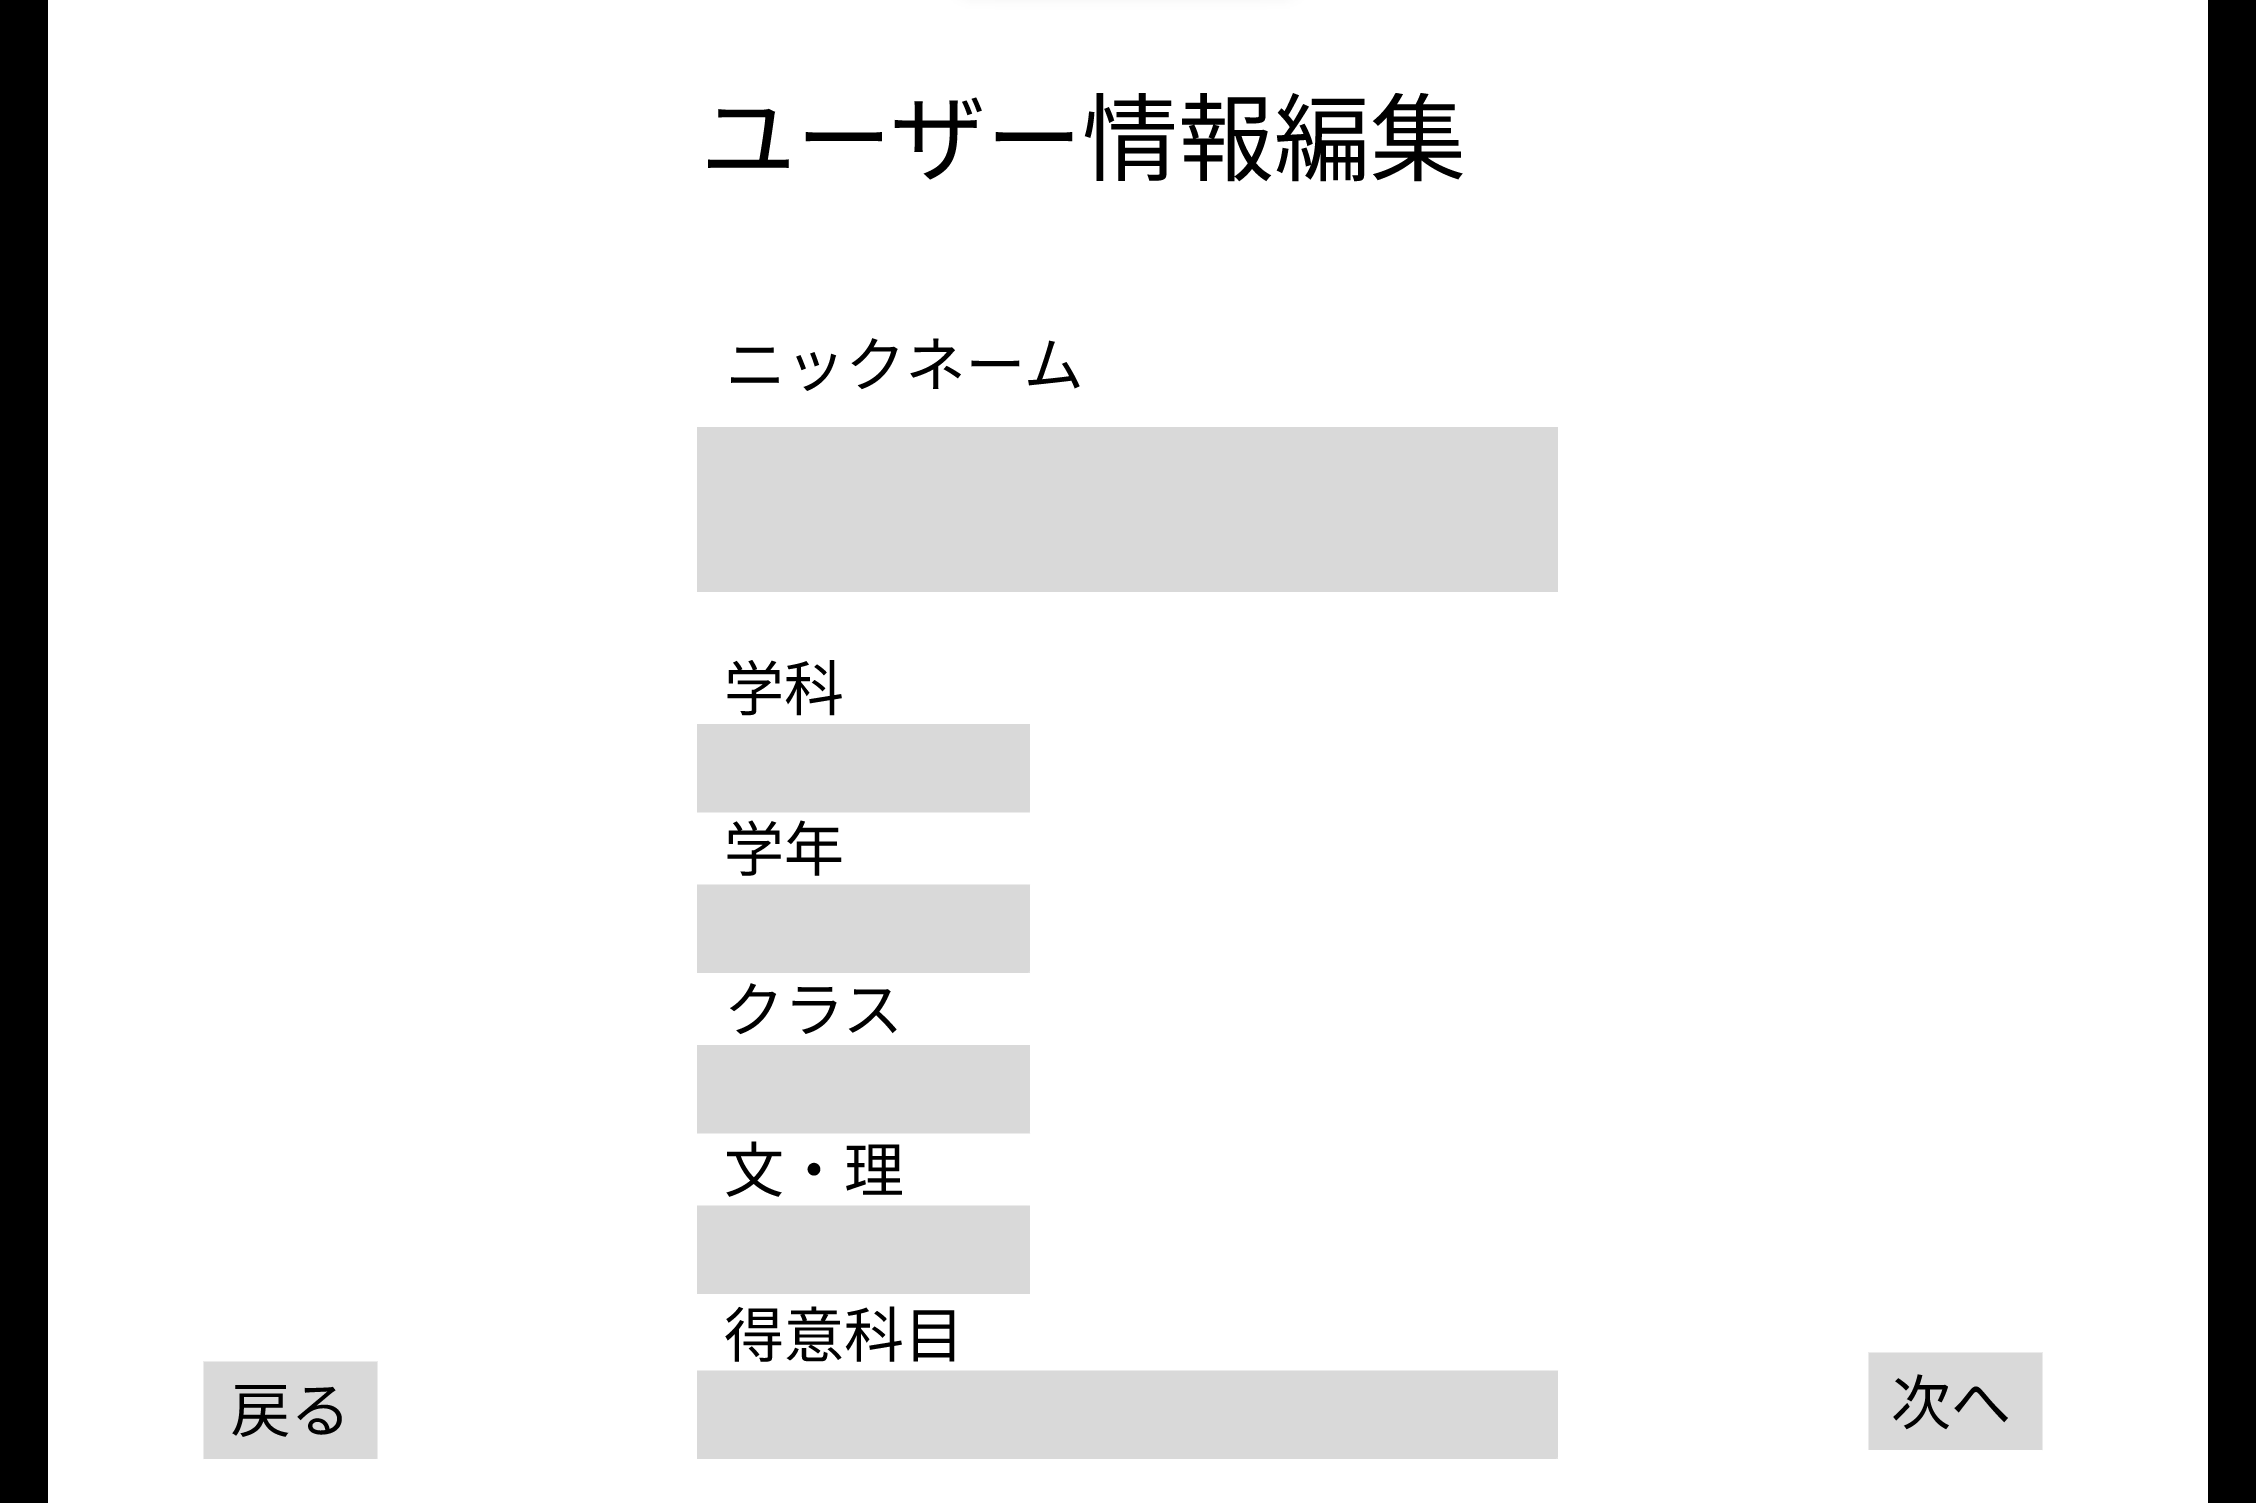 ユーザー情報編集
ニックネーム
学科
学年
クラス
文・理
得意科目
戻る
次へ